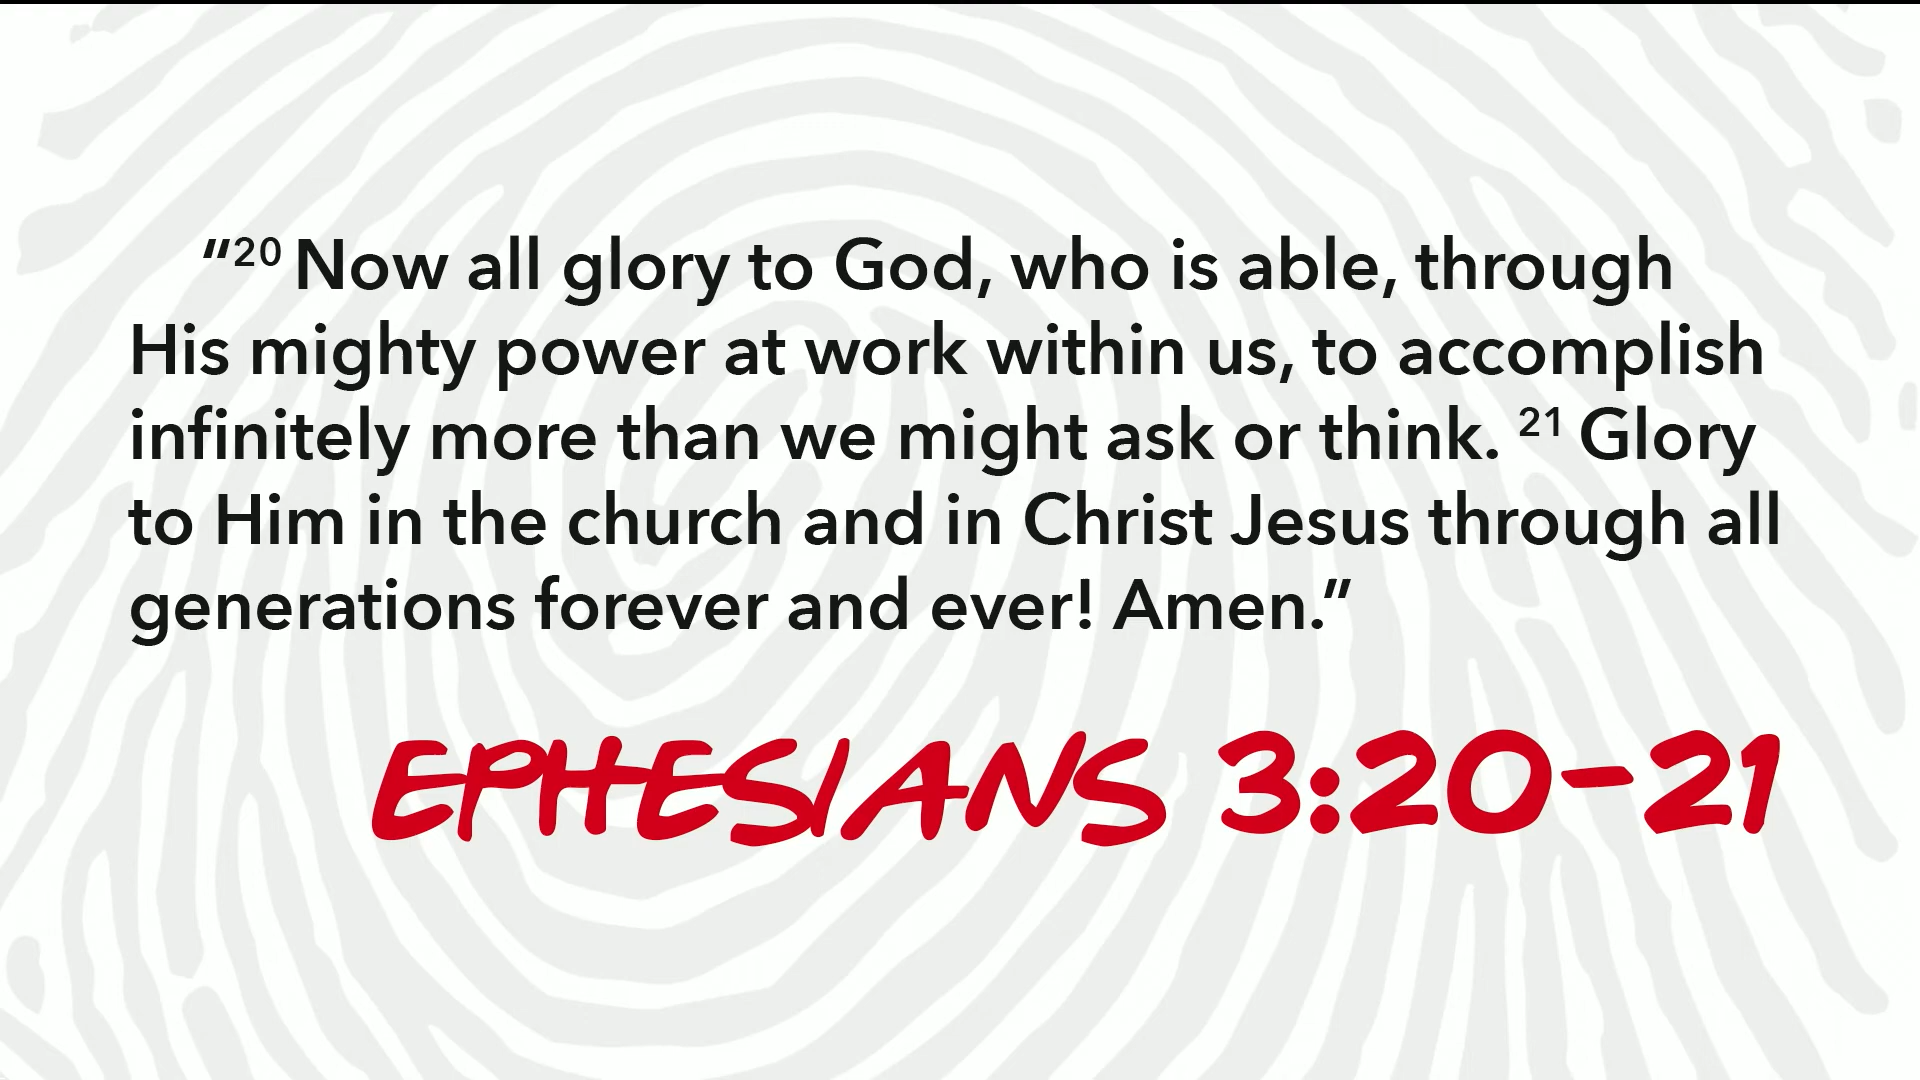 “20 Now all glory to God, who is able, through
His mighty power at work within us, to accomplish
infinitely more than we might ask or think. 21 Glory
to Him in the church and in Christ Jesus through all
generations forever and ever! Amen.”
EPHESIANS 3:20-21